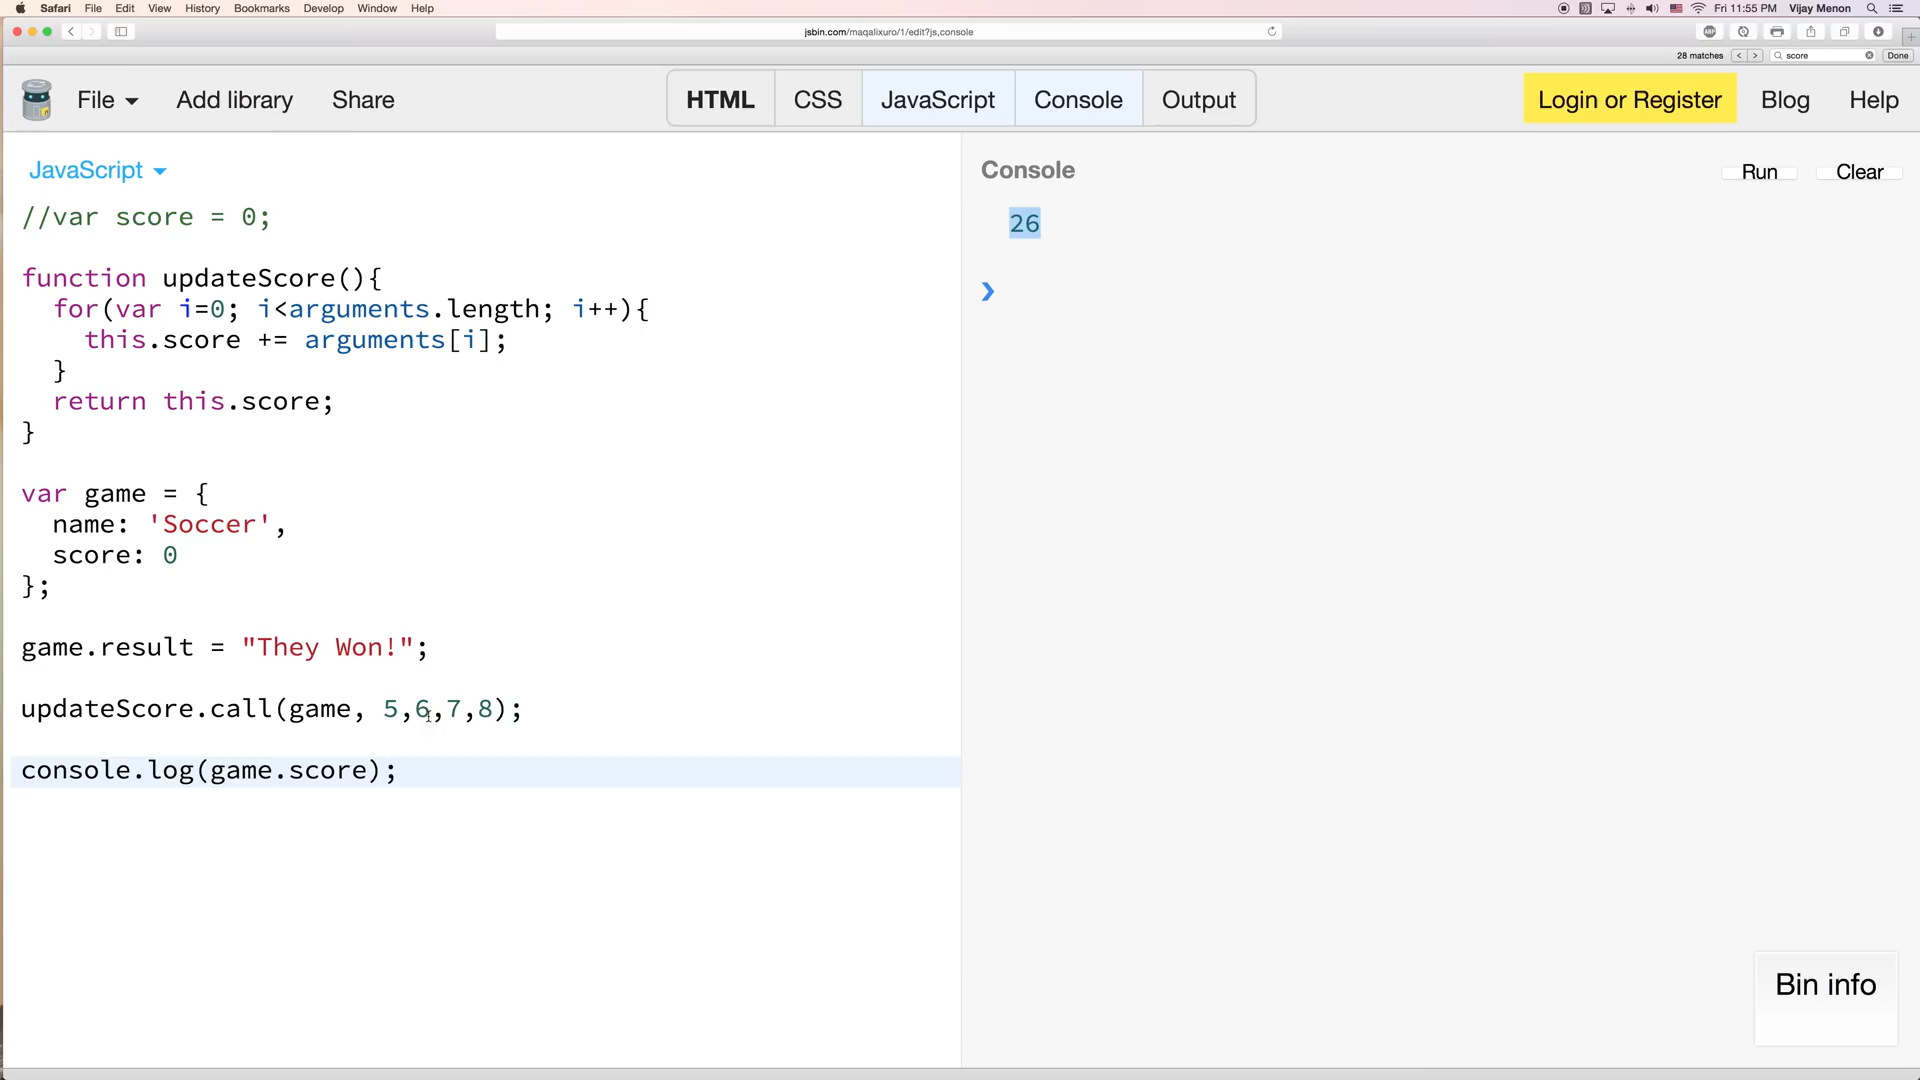 Safari File Edit View History Bookmarks Develop Window Help Fri 11:55 PM Vijay Menon
jsbin.com/maqalixuro/1/edit?js,console
ABP
28 matches < > score Done
File Add library Share HTML CSS JavaScript Console Output Login or Register Blog Help
JavaScript
//var score = 0;
function updateScore(){
for(var i=0; i<arguments.length; i++){
this.score += arguments[i];
}
return this.score;
}
var game = {
name: 'Soccer',
score: 0
};
game.result = "They Won!";
updateScore.call(game, 5,6,7,8);
console.log(game.score);
Console Run Clear
26
Bin info